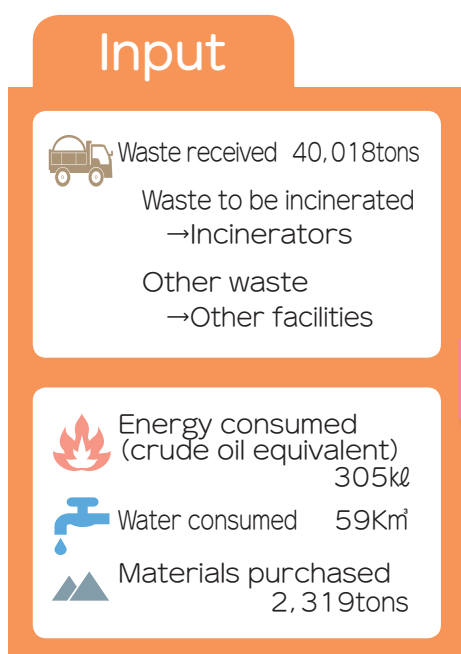 Input
Waste received 40,018tons
Waste to be incinerated
→Incinerators
Other waste
→Other facilities
Energy consumed
(crude oil equivalent)
305kℓ
Water consumed 59K㎥
Materials purchased
2,319tons